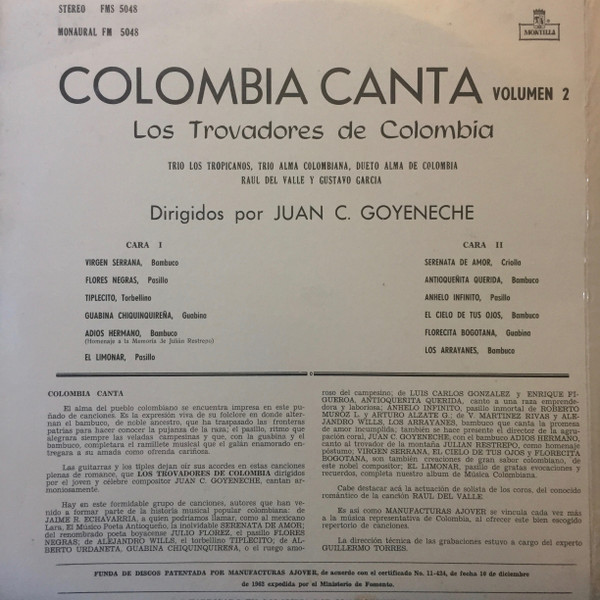 STEREO FMS 5048
MONAURAL FM 5048
MONTILLA
COLOMBIA CANTA VOLUMEN 2
Los Trovadores de Colombia
TRIO LOS TROPICANOS, TRIO ALMA COLOMBIANA, DUETO ALMA DE COLOMBIA
RAUL DEL VALLE Y GUSTAVO GARCIA
Dirigidos por JUAN C. GOYENECHE
CARA I
VIRGEN SERRANA, Bambuco
FLORES NEGRAS, Pasillo
TIPLECITO, Torbellino
GUABINA CHIQUINQUIREÑA, Guabina
ADIOS HERMANO, Bambuco
(Homenaje a la Memoria de Julián Restrepo)
EL LIMONAR, Pasillo
CARA II
SERENATA DE AMOR, Criolla
ANTIOQUEÑITA QUERIDA, Bambuco
ANHELO INFINITO, Pasillo
EL CIELO DE TUS OJOS, Bambuco
FLORECITA BOGOTANA, Guabina
LOS ARRAYANES, Bambuco
COLOMBIA CANTA
El alma del pueblo colombiano se encuentra impresa en este pu-
ñado de canciones. Es la expresión viva de su folclore en donde alter-
nan el bambuco, de noble ancestro, que ha traspasado las fronteras
patrias para hacer conocer la pujanza de la raza; el pasillo, ritmo que
alegrara siempre las veladas campesinas y que, con la guabina y el
bambuco, completara el ramillete musical que el galán enamorado en-
tregara a su amada como ofrenda cariñosa.
Las guitarras y los tiples dejan oír sus acordes en estas canciones
plenas de romance, que LOS TROVADORES DE COLOMBIA dirigidos
por el joven y célebre compositor JUAN C. GOYENECHE, cantan ar-
moniosamente.
Hay en este formidable grupo de canciones, autores que han ve-
nido a formar parte de la historia musical popular colombiana: de
JAIME R. ECHAVARRIA, a quien podríamos llamar, como al mexicano
Lara, El Músico Poeta Antioqueño, la inolvidable SERENATA DE AMOR;
del renombrado poeta boyacense JULIO FLOREZ, el pasillo FLORES
NEGRAS; de ALEJANDRO WILLS, el torbellino TIPLECITO; de AL-
BERTO URDANETA, GUABINA CHIQUINQUIREÑA, o el ruego amo-
roso del campesino; de LUIS CARLOS GONZALEZ y ENRIQUE FI-
GUEROA, ANTIOQUEÑITA QUERIDA, canto a una raza emprende-
dora y laboriosa; ANHELO INFINITO, pasillo inmortal de ROBERTO
MUÑOZ L. y ARTURO ALZATE G.; de V. MARTINEZ RIVAS y ALE-
JANDRO WILLS, LOS ARRAYANES, bambuco que canta la promesa
de amor incumplida; también se hace presente el director de la agru-
pación coral, JUAN C. GOYENECHE, con el bambuco ADIOS HERMANO,
canto al trovador de la montaña JULIAN RESTREPO, como homenaje
póstumo; VIRGEN SERRANA, EL CIELO DE TUS OJOS y FLORECITA
BOGOTANA, son también creaciones de gran sabor colombiano, de
este nobel compositor; EL LIMONAR, pasillo de gratas evocaciones y
recuerdos, completa nuestro álbum de Música Colombiana.
Cabe destacar acá la actuación de solista de los coros, del conocido
romántico de la canción RAUL DEL VALLE.
Es así como MANUFACTURAS AJOVER se vincula cada vez más
a la música representativa de Colombia, al ofrecer este bien escogido
repertorio de canciones.
La dirección técnica de las grabaciones estuvo a cargo del experto
GUILLERMO TORRES.
FUNDA DE DISCOS PATENTADA POR MANUFACTURAS AJOVER, de acuerdo con el certificado No. 11-434, de fecha 10 de diciembre
de 1962 expedida por el Ministerio de Fomento.